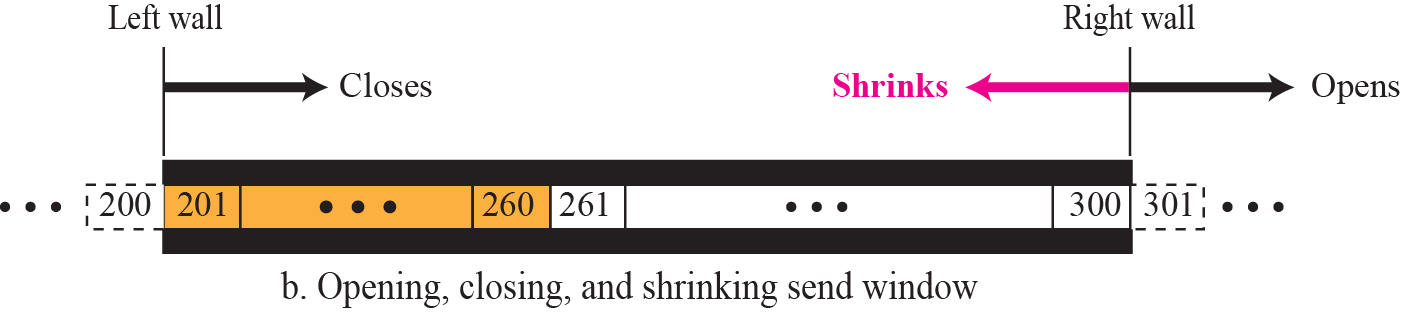 Left wall Right wall
Closes Shrinks Opens
• • • 200 201 • • • 260 261 • • • 300 301 • • •
b. Opening, closing, and shrinking send window